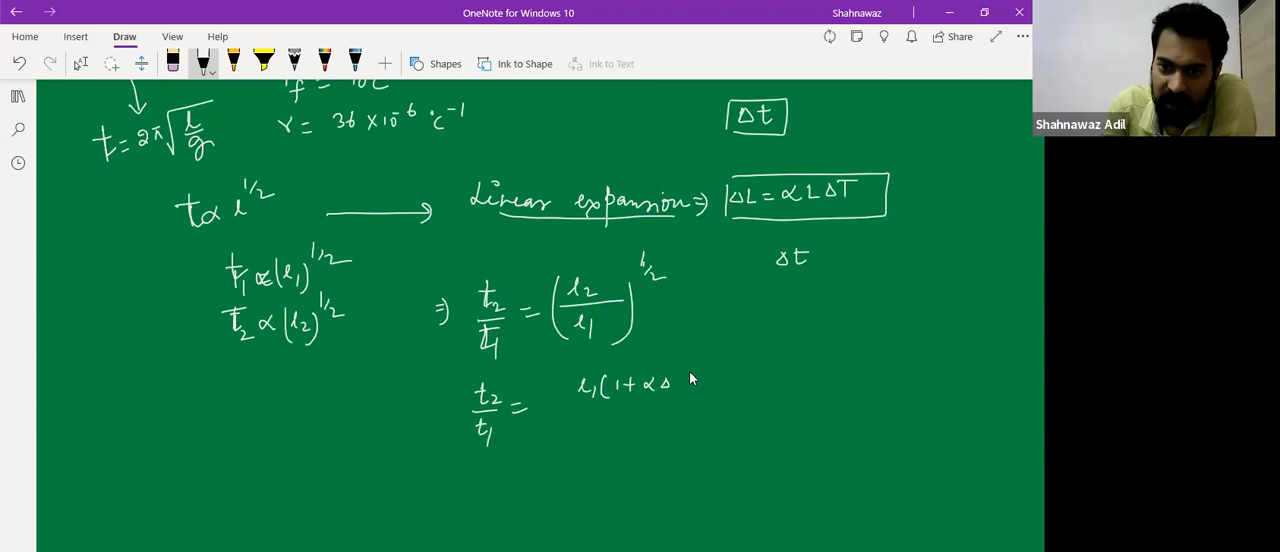 OneNote for Windows 10
Shahnawaz
Home Insert Draw View Help
Share
Shapes Ink to Shape Ink to Text
f = 10°C
γ = 36 × 10⁻⁶ °C⁻¹
Δt
t = 2π√(l/g)
t ∝ l^1/2 → Linear expansion ⇒ ΔL = αLΔT
Δt
t₁ ∝ (l₁)^1/2
t₂ ∝ (l₂)^1/2
⇒ t₂/t₁ = (l₂/l₁)^1/2
t₂/t₁ = l₁(1 + αΔ
Shahnawaz Adil